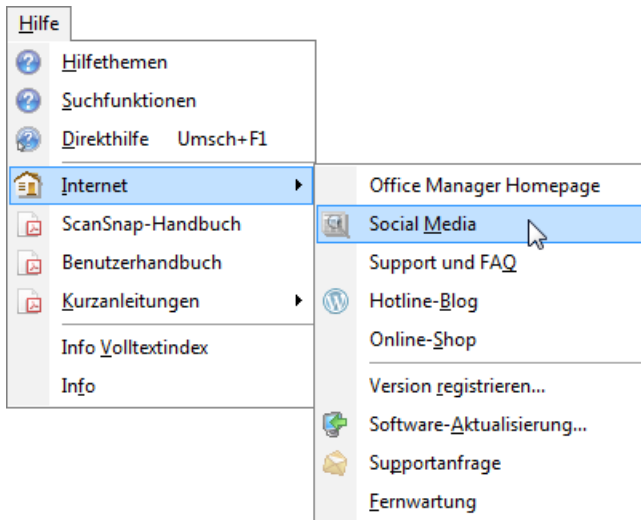 Hilfe
Hilfethemen
Suchfunktionen
Direkthilfe Umsch+F1
Internet
ScanSnap-Handbuch
Benutzerhandbuch
Kurzanleitungen
Info Volltextindex
Info
Office Manager Homepage
Social Media
Support und FAQ
Hotline-Blog
Online-Shop
Version registrieren...
Software-Aktualisierung...
Supportanfrage
Fernwartung